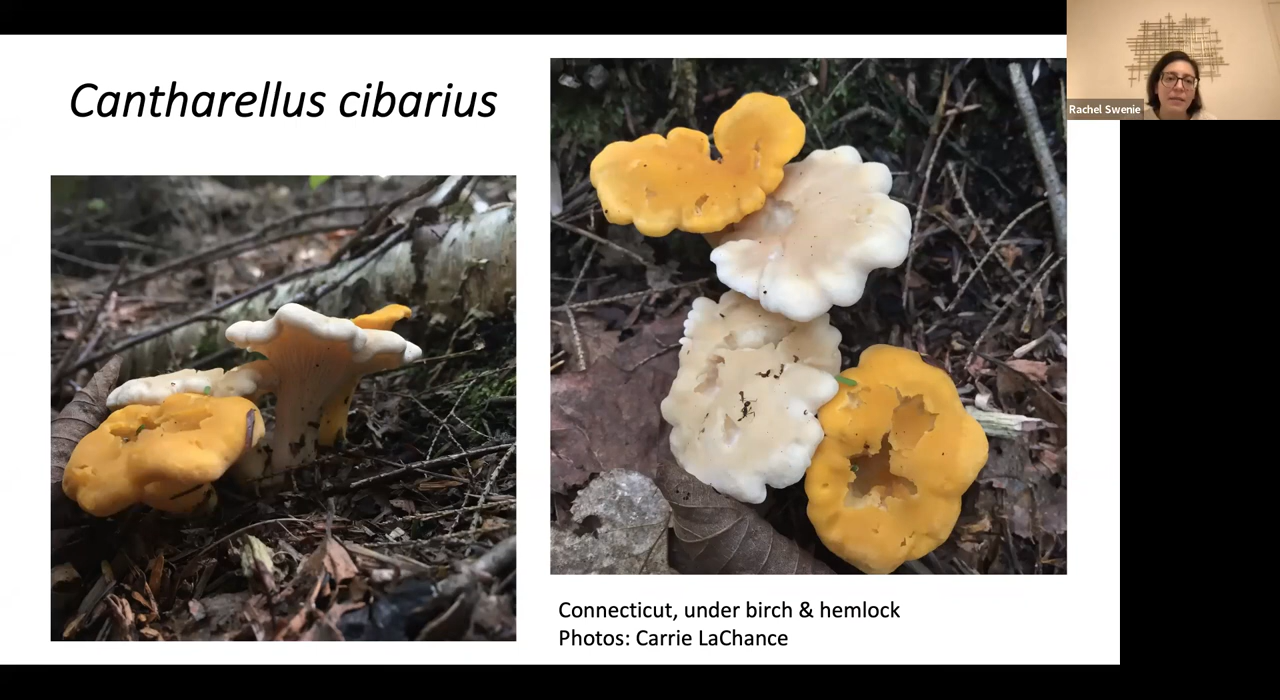 Cantharellus cibarius
Rachel Swenie
Connecticut, under birch & hemlock
Photos: Carrie LaChance